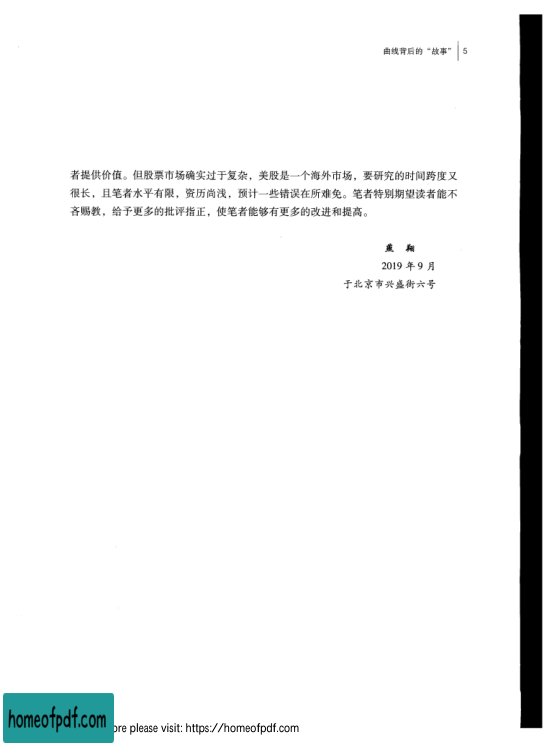 曲线背后的“故事” 5
者提供价值。但股票市场确实过于复杂，美股是一个海外市场，要研究的时间跨度又
很长，且笔者水平有限，资历尚浅，预计一些错误在所难免。笔者特别期望读者能不
吝赐教，给予更多的批评指正，使笔者能够有更多的改进和提高。
燕 翔
2019 年 9 月
于北京市兴盛街六号
homeofpdf.com
ore please visit: https://homeofpdf.com